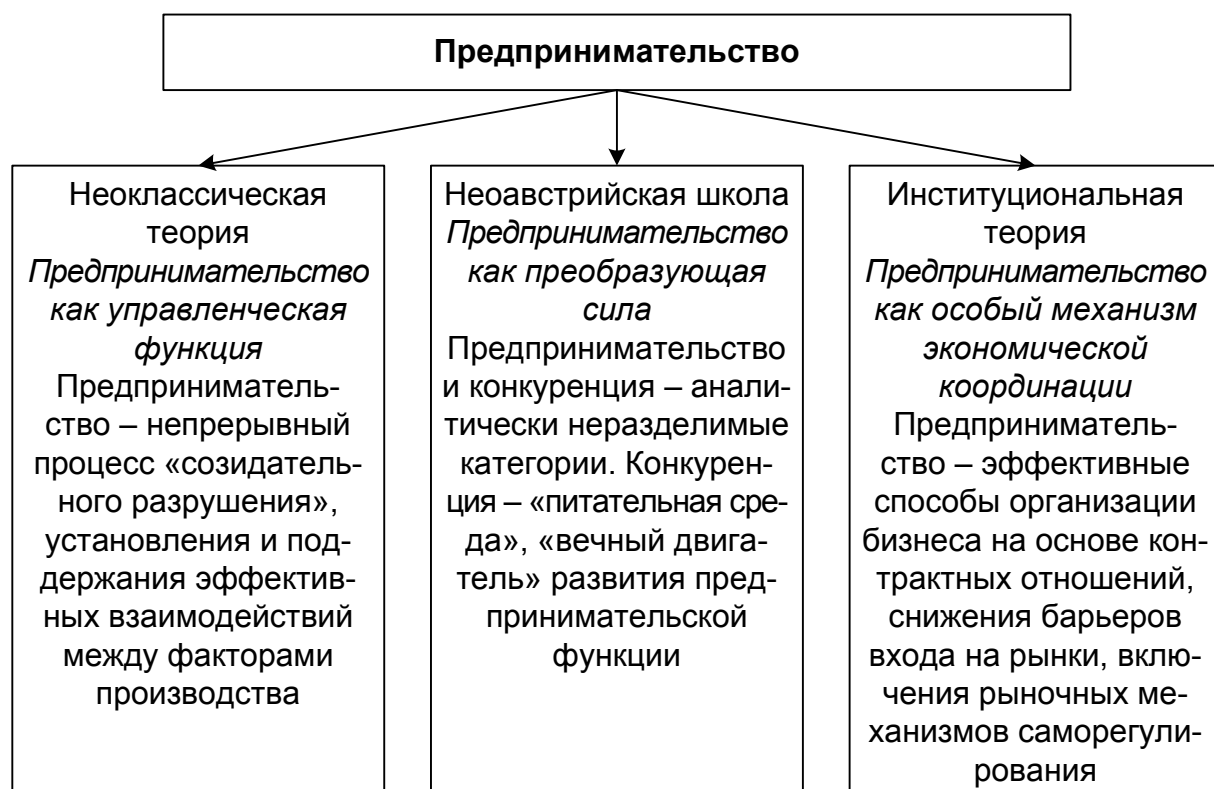 Предпринимательство
Неоклассическая
теория
Предпринимательство
как управленческая
функция
Предприниматель-
ство – непрерывный
процесс «созидатель-
ного разрушения»,
установления и под-
держания эффектив-
ных взаимодействий
между факторами
производства
Неоавстрийская школа
Предпринимательство
как преобразующая
сила
Предпринимательство
и конкуренция – анали-
тически неразделимые
категории. Конкурен-
ция – «питательная сре-
да», «вечный двига-
тель» развития пред-
принимательской
функции
Институциональная
теория
Предпринимательство
как особый механизм
экономической
координации
Предприниматель-
ство – эффективные
способы организации
бизнеса на основе кон-
трактных отношений,
снижения барьеров
входа на рынки, вклю-
чения рыночных ме-
ханизмов саморегули-
рования